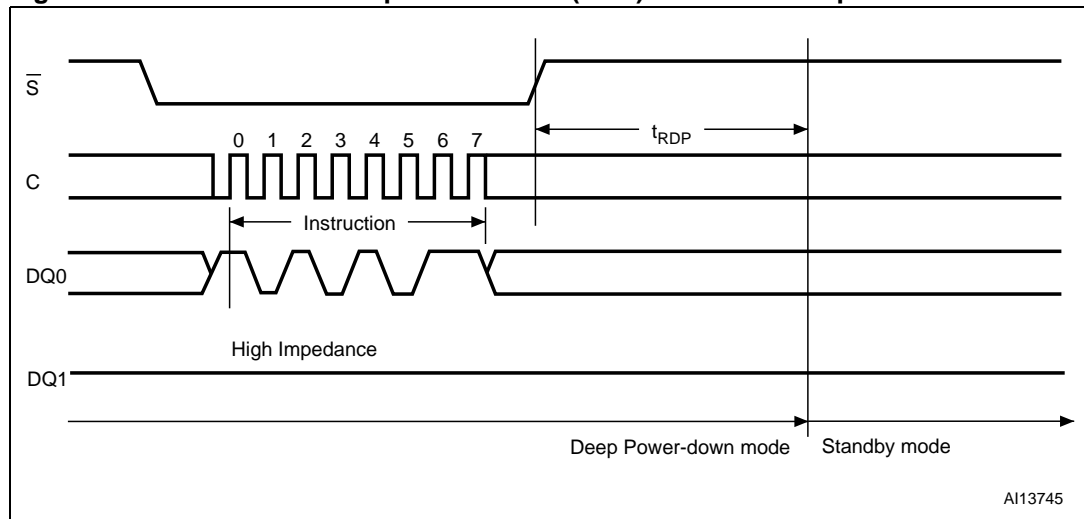 S
tRDP
0 1 2 3 4 5 6 7
C
Instruction
DQ0
High Impedance
DQ1
Deep Power-down mode Standby mode
AI13745